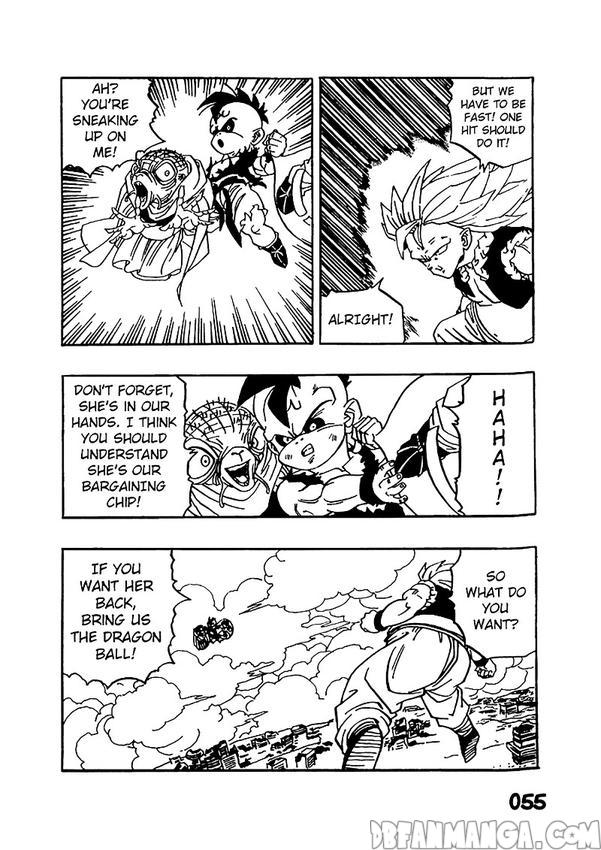 BUT WE
HAVE TO BE
FAST! ONE
HIT SHOULD
DO IT!
ALRIGHT!
AH?
YOU'RE
SNEAKING
UP ON
ME!
HAHA!!
DON'T FORGET,
SHE'S IN OUR
HANDS. I THINK
YOU SHOULD
UNDERSTAND
SHE'S OUR
BARGAINING
CHIP!
SO
WHAT DO
YOU
WANT?
IF YOU
WANT HER
BACK,
BRING US
THE DRAGON
BALL!
055
DBFANMANGA.COM